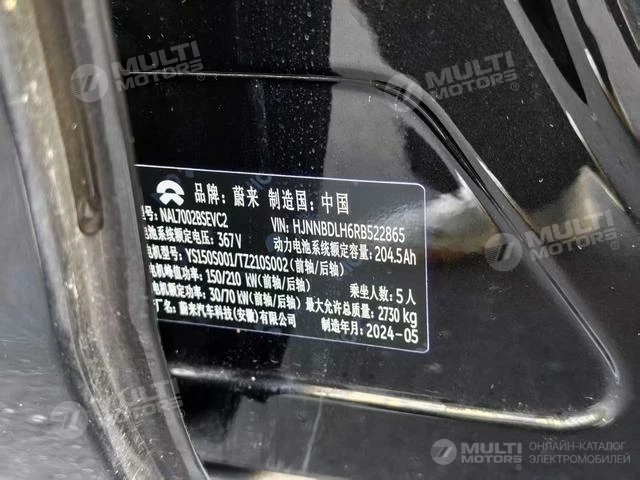 MULTI MOTORS
MULTI MOTORS
品牌：蔚来 制造国：中国
型号：NAL7002BSEVC2 VIN：HJNNBDLH6RB522865
电池系统额定电压：367V 动力电池系统额定容量：204.5Ah
电机型号：YS150S001/TZ210S002（前轴/后轴）
电机峰值功率：150/210 kW（前轴/后轴） 乘坐人数：5人
电机额定功率：30/70 kW（前轴/后轴） 最大允许总质量：2730 kg
厂名：蔚来汽车科技（安徽）有限公司 制造年月：2024-05
MULTI MOTORS
MULTI MOTORS
MULTI MOTORS
ОНЛАЙН-КАТАЛОГ
ЭЛЕКТРОМОБИЛЕЙ